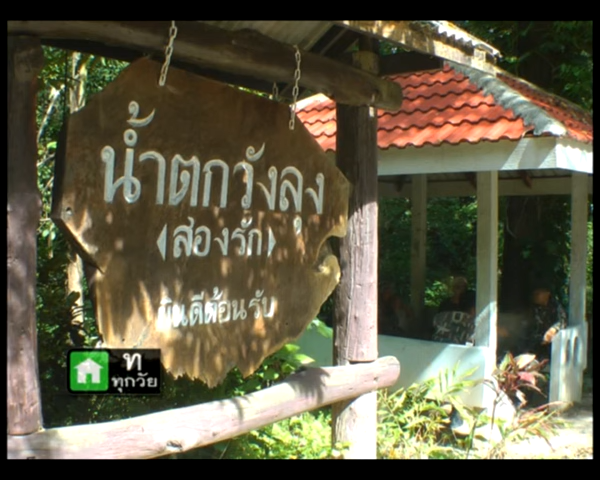 น้ำตกวังลุง
(สองรัก)
ยินดีต้อนรับ
ท
ทุกวัย